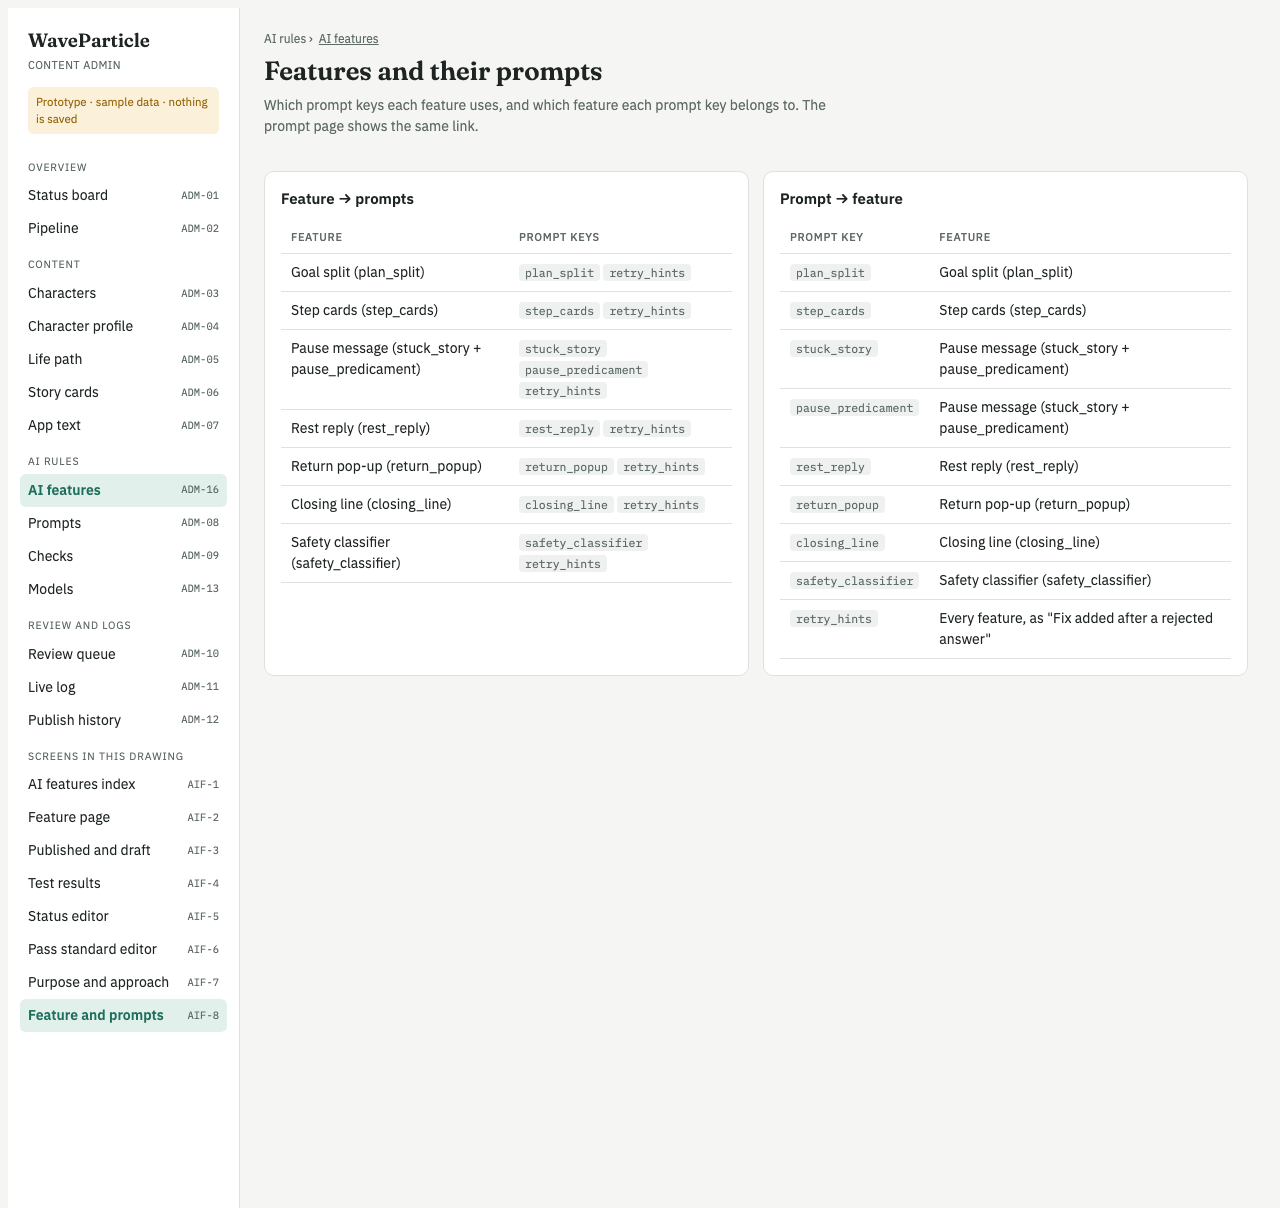 WaveParticle
CONTENT ADMIN
Prototype · sample data · nothing
is saved
OVERVIEW
Status board ADM-01
Pipeline ADM-02
CONTENT
Characters ADM-03
Character profile ADM-04
Life path ADM-05
Story cards ADM-06
App text ADM-07
AI RULES
AI features ADM-16
Prompts ADM-08
Checks ADM-09
Models ADM-13
REVIEW AND LOGS
Review queue ADM-10
Live log ADM-11
Publish history ADM-12
SCREENS IN THIS DRAWING
AI features index AIF-1
Feature page AIF-2
Published and draft AIF-3
Test results AIF-4
Status editor AIF-5
Pass standard editor AIF-6
Purpose and approach AIF-7
Feature and prompts AIF-8
AI rules › AI features
Features and their prompts
Which prompt keys each feature uses, and which feature each prompt key belongs to. The
prompt page shows the same link.
Feature → prompts
FEATURE PROMPT KEYS
Goal split (plan_split) plan_split retry_hints
Step cards (step_cards) step_cards retry_hints
Pause message (stuck_story + stuck_story
pause_predicament) pause_predicament
retry_hints
Rest reply (rest_reply) rest_reply retry_hints
Return pop-up (return_popup) return_popup retry_hints
Closing line (closing_line) closing_line retry_hints
Safety classifier safety_classifier
(safety_classifier) retry_hints
Prompt → feature
PROMPT KEY FEATURE
plan_split Goal split (plan_split)
step_cards Step cards (step_cards)
stuck_story Pause message (stuck_story +
pause_predicament)
pause_predicament Pause message (stuck_story +
pause_predicament)
rest_reply Rest reply (rest_reply)
return_popup Return pop-up (return_popup)
closing_line Closing line (closing_line)
safety_classifier Safety classifier (safety_classifier)
retry_hints Every feature, as "Fix added after a rejected
answer"